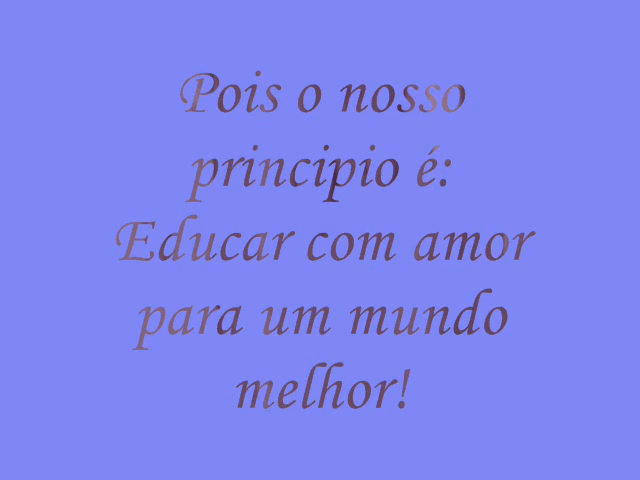 Pois o nosso
principio é:
Educar com amor
para um mundo
melhor!